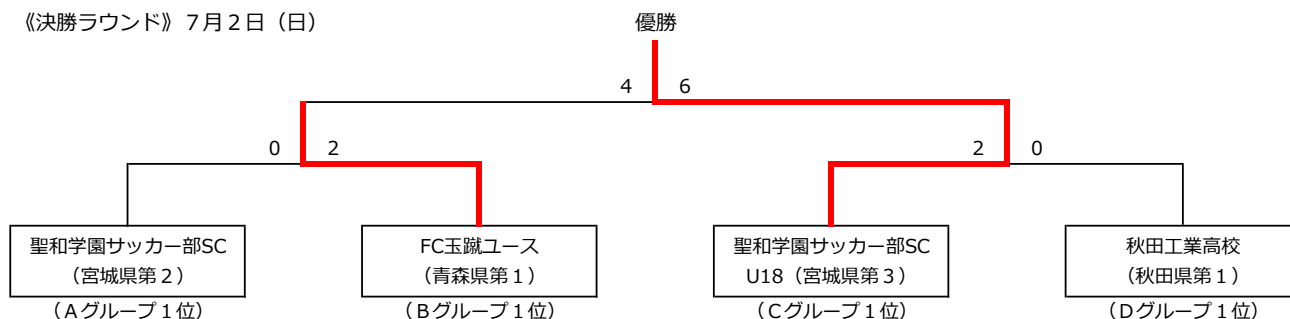 《決勝ラウンド》７月２日（日）
優勝
4 6
0 2
2 0
聖和学園サッカー部SC
（宮城県第２）
（Ａグループ１位）
FC玉蹴ユース
（青森県第１）
（Ｂグループ１位）
聖和学園サッカー部SC
U18（宮城県第３）
（Ｃグループ１位）
秋田工業高校
（秋田県第１）
（Ｄグループ１位）